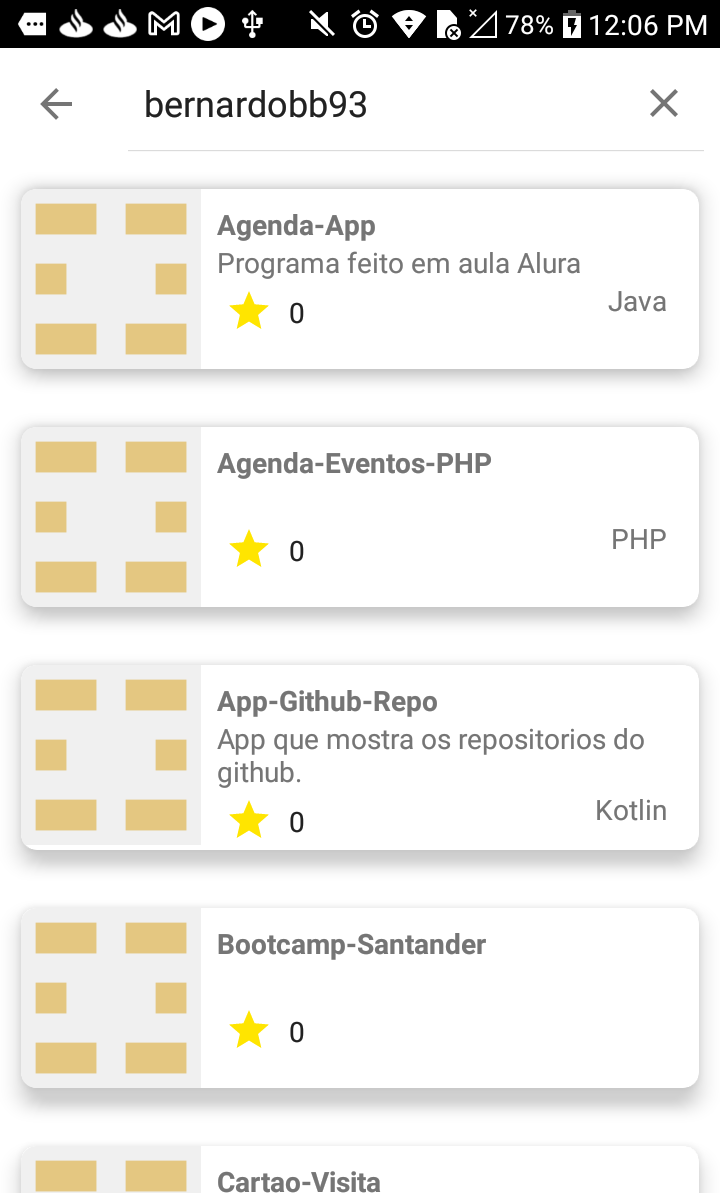 78% 12:06 PM
bernardobb93
Agenda-App
Programa feito em aula Alura
0 Java
Agenda-Eventos-PHP
0 PHP
App-Github-Repo
App que mostra os repositorios do
github.
0 Kotlin
Bootcamp-Santander
0
Cartao-Visita